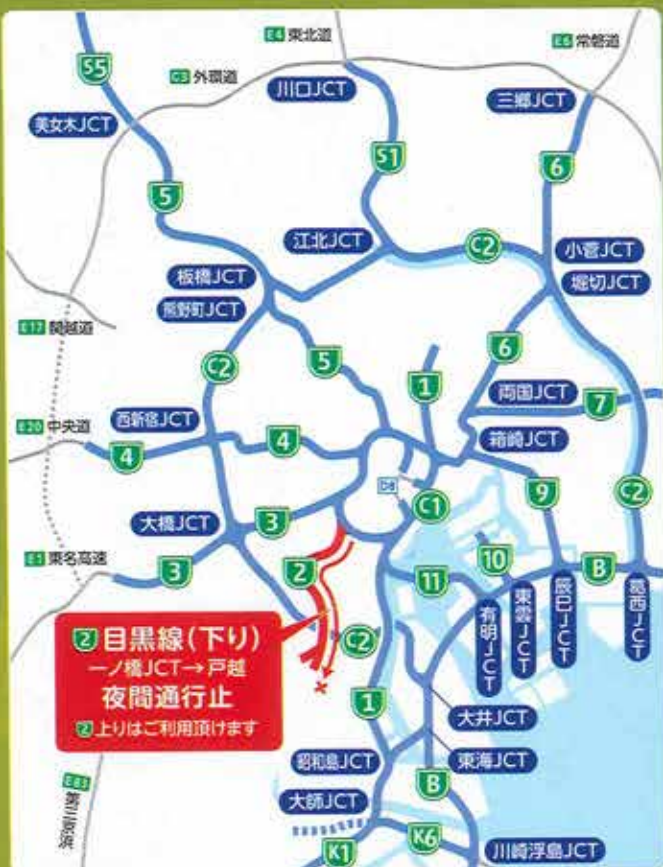 E4 東北道
E6 常磐道
S5
C3 外環道
川口JCT
三郷JCT
美女木JCT
S1
6
5
江北JCT
C2
小菅JCT
板橋JCT
堀切JCT
熊野町JCT
E17 関越道
6
C2
5
1
両国JCT
7
E20 中央道
西新宿JCT
4
4
箱崎JCT
C2
9
大橋JCT
3
C1
10
E1 東名高速
3
2
11
B
有明JCT
東雲JCT
辰巳JCT
葛西JCT
2 目黒線(下り)
一ノ橋JCT→戸越
夜間通行止
2 上りはご利用頂けます
C2
1
大井JCT
昭和島JCT
東海JCT
E83 第三京浜
大師JCT
B
K1
K6
川崎浮島JCT